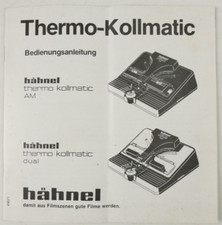 Thermo-Kollmatic
Bedienungsanleitung
hähnel
thermo kollmatic
AM
hähnel
thermo kollmatic
dual
hähnel
damit aus Filmszenen gute Filme werden.